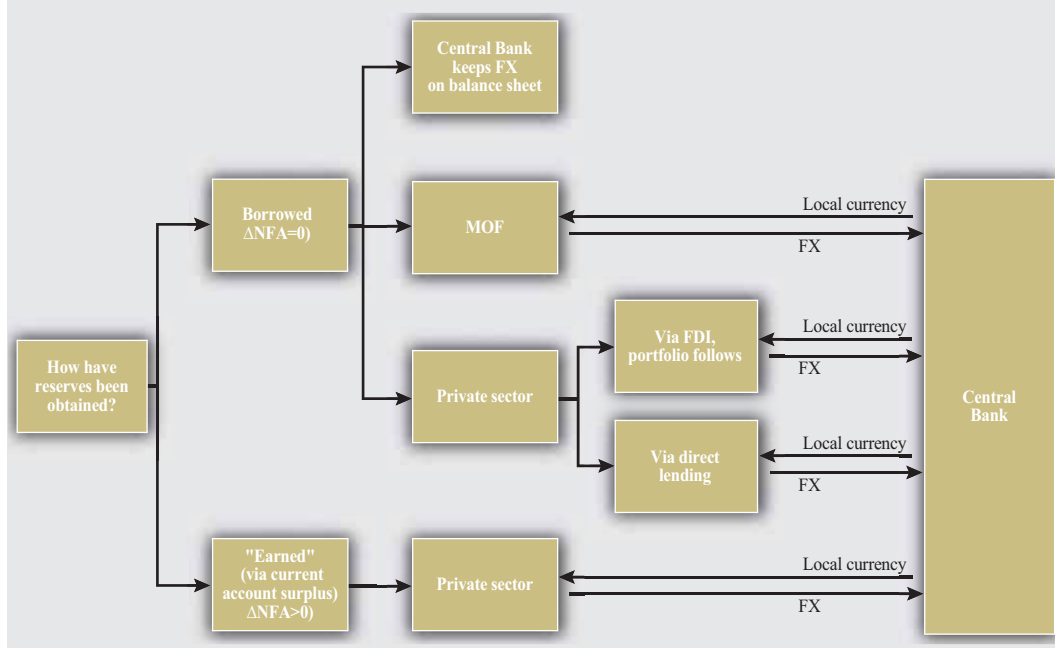 Central Bank
keeps FX
on balance sheet
Borrowed
ΔNFA=0)
MOF
Local currency
FX
How have
reserves been
obtained?
Private sector
Via FDI,
portfolio follows
Local currency
FX
Via direct
lending
Local currency
FX
Central
Bank
"Earned"
(via current
account surplus)
ΔNFA>0)
Private sector
Local currency
FX